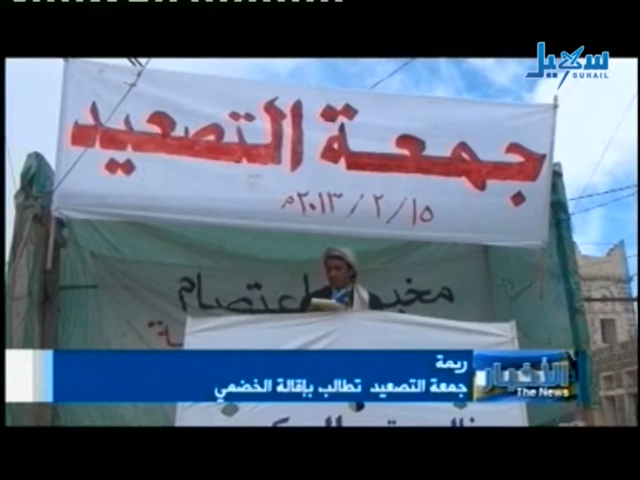 سهيل
SUHAIL
جمعة التصعيد
١٥/٢/٢٠١٣م
مخيم اعتصام
ريمة
جمعة التصعيد تطالب بإقالة الخضمي
الأخبار
The News